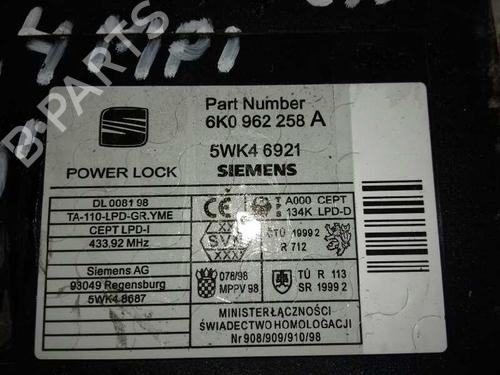 B-PARTS
Part Number
6K0 962 258 A
5WK4 6921
POWER LOCK
SIEMENS
DL 0081 98
TA-110-LPD-GR.YME
CEPT LPD-I
433.92 MHz
Siemens AG
93049 Regensburg
5WK4 8687
A000 CEPT
134K LPD-D
ČTÚ 1999 2
R 712
078/98
MPPV 98
TÚ R 113
SR 1999 2
MINISTER ŁĄCZNOŚCI
ŚWIADECTWO HOMOLOGACJI
Nr 908/909/910/98